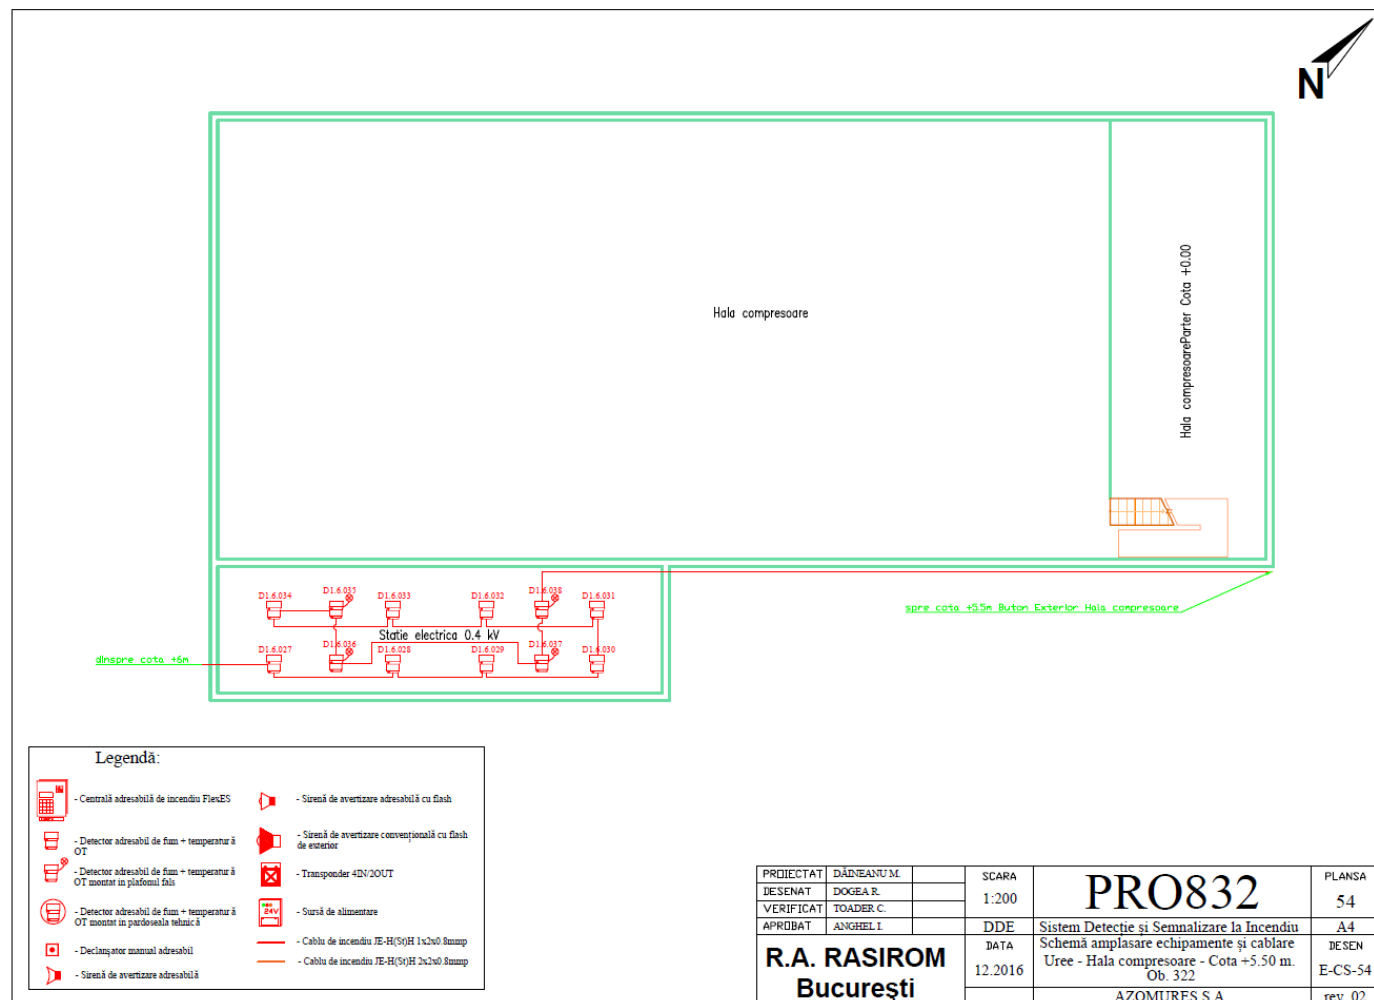 N
Hala compresoare
Hala compresoareParter Cota +0.00
D1.6.034
D1.6.035
D1.6.033
D1.6.032
D1.6.038
D1.6.031
spre cota +5.5m Buton Exterior Hala compresoare
Statie electrica 0.4 kV
D1.6.027
D1.6.036
D1.6.028
D1.6.029
D1.6.037
D1.6.030
dinspre cota +6m
Legendă:
- Centrală adresabilă de incendiu FlexES
- Detector adresabil de fum + temperatură
OT
- Detector adresabil de fum + temperatură
OT montat in plafonul fals
- Detector adresabil de fum + temperatură
OT montat in pardoseala tehnică
- Declanșator manual adresabil
- Sirenă de avertizare adresabilă
- Sirenă de avertizare adresabilă cu flash
- Sirenă de avertizare convențională cu flash
de exterior
- Transponder 4IN/2OUT
24V
- Sursă de alimentare
- Cablu de incendiu JE-H(St)H 1x2x0.8mmp
- Cablu de incendiu JE-H(St)H 2x2x0.8mmp
PROIECTAT DĂINEANU M.
DESENAT DOGEA R.
VERIFICAT TOADER C.
APROBAT ANGHEL I.
SCARA
1:200
PRO832
PLANSA
54
DDE
Sistem Detecție și Semnalizare la Incendiu
A4
R.A. RASIROM
București
DATA
12.2016
Schemă amplasare echipamente și cablare
Uree - Hala compresoare - Cota +5.50 m.
Ob. 322
DESEN
E-CS-54
AZOMURES S.A.
rev. 02